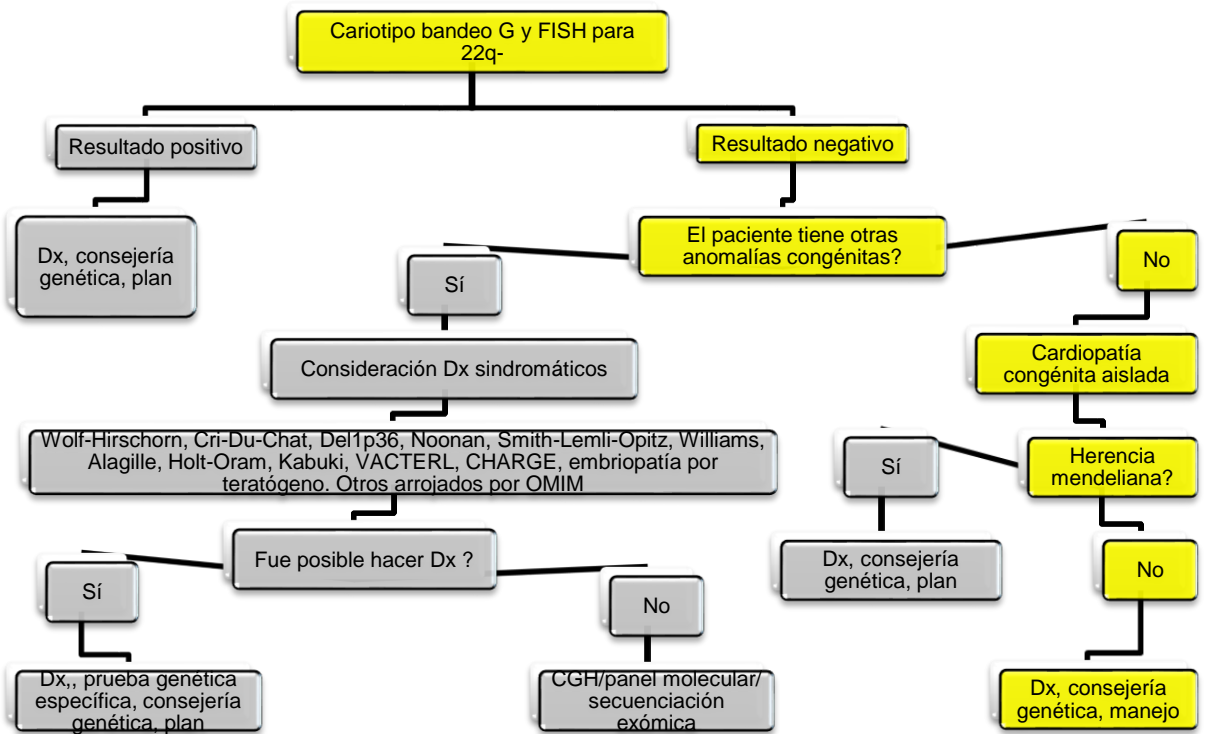 Cariotipo bandeo G y FISH para
22q-
Resultado positivo
Resultado negativo
Dx, consejería
genética, plan
El paciente tiene otras
anomalías congénitas?
Sí
No
Consideración Dx sindromáticos
Cardiopatía
congénita aislada
Wolf-Hirschorn, Cri-Du-Chat, Del1p36, Noonan, Smith-Lemli-Opitz, Williams,
Alagille, Holt-Oram, Kabuki, VACTERL, CHARGE, embriopatía por
teratógeno. Otros arrojados por OMIM
Sí
Herencia
mendeliana?
Fue posible hacer Dx ?
Dx, consejería
genética, plan
No
Sí
No
Dx,, prueba genética
específica, consejería
genética, plan
CGH/panel molecular/
secuenciación
exómica
Dx, consejería
genética, manejo